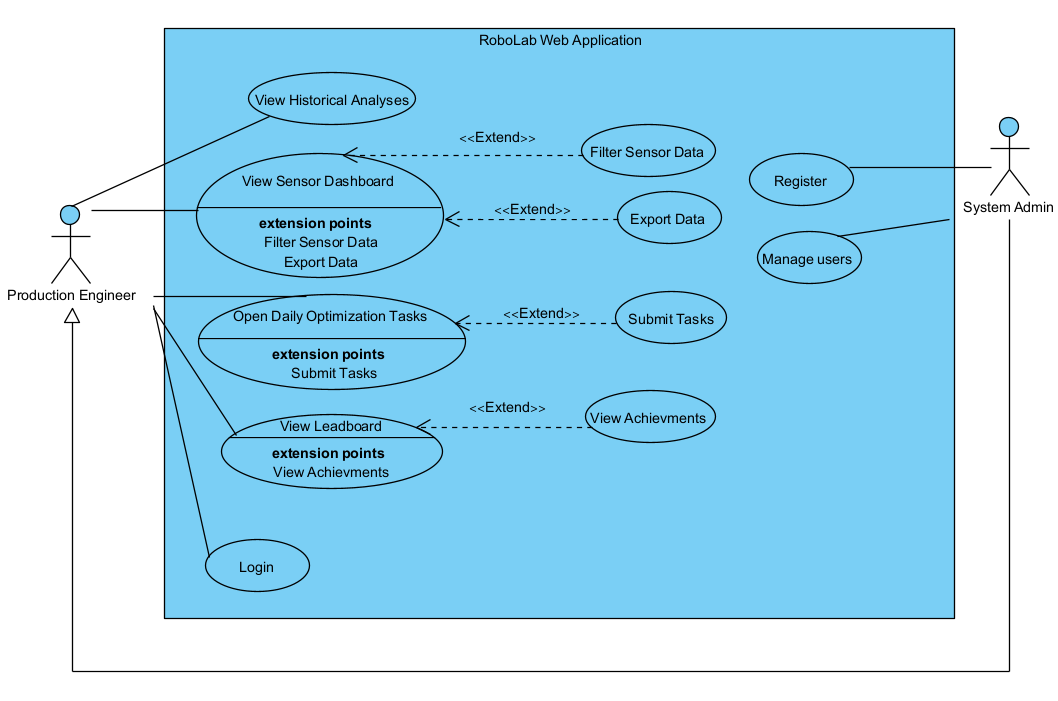 RoboLab Web Application
View Historical Analyses
<<Extend>>
Filter Sensor Data
View Sensor Dashboard
extension points
Filter Sensor Data
Export Data
<<Extend>>
Export Data
Register
System Admin
Manage users
Production Engineer
Open Daily Optimization Tasks
extension points
Submit Tasks
<<Extend>>
Submit Tasks
View Leadboard
extension points
View Achievments
<<Extend>>
View Achievments
Login